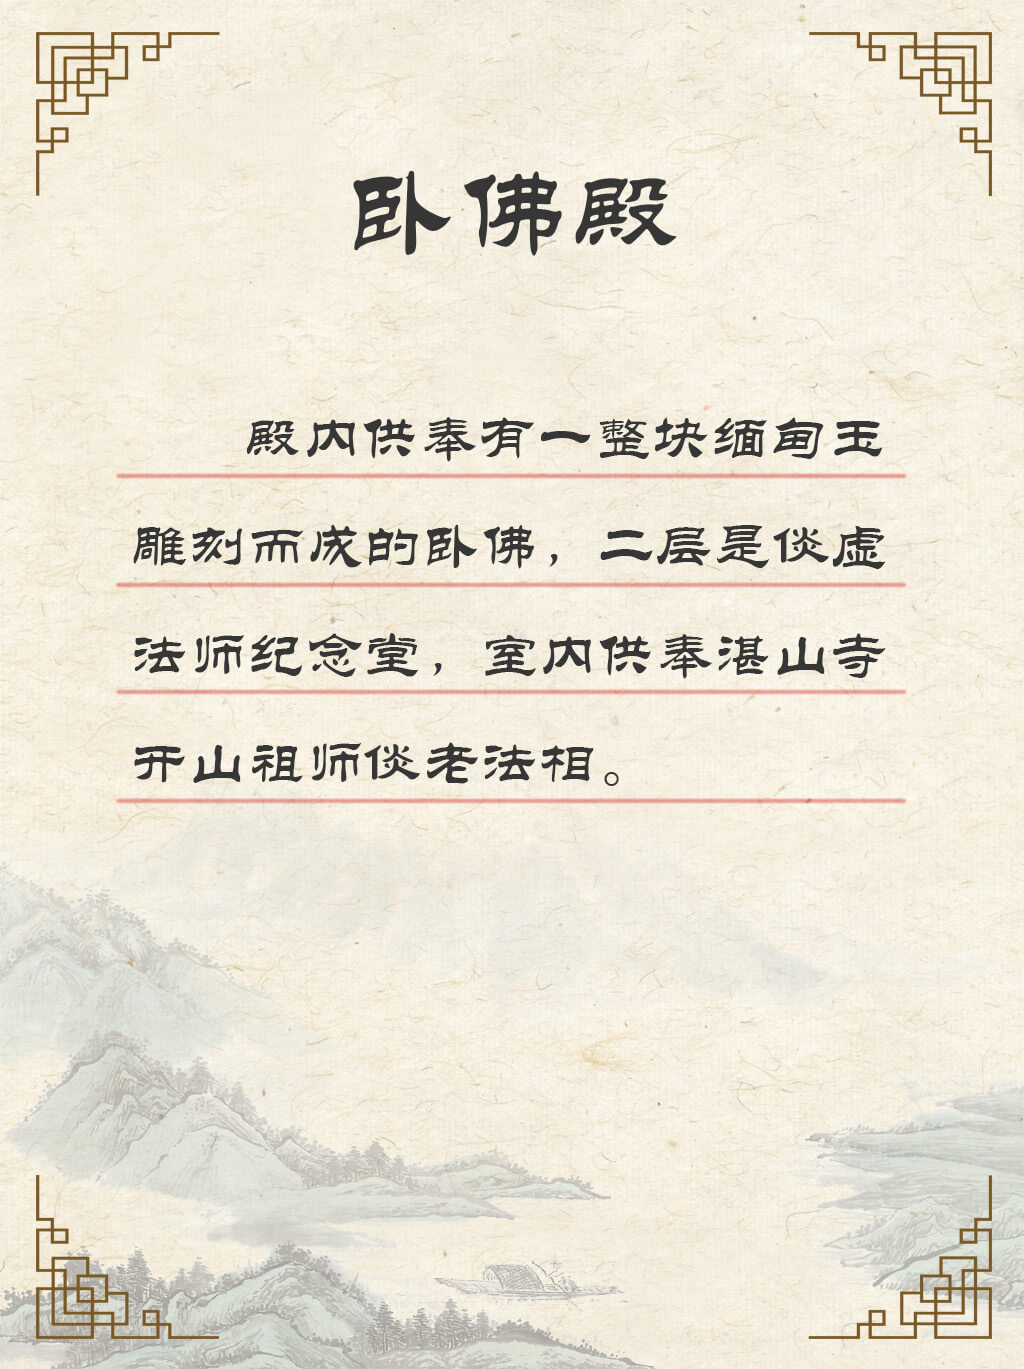 卧佛殿
殿内供奉有一整块缅甸玉
雕刻而成的卧佛，二层是倓虚
法师纪念堂，室内供奉湛山寺
开山祖师倓老法相。